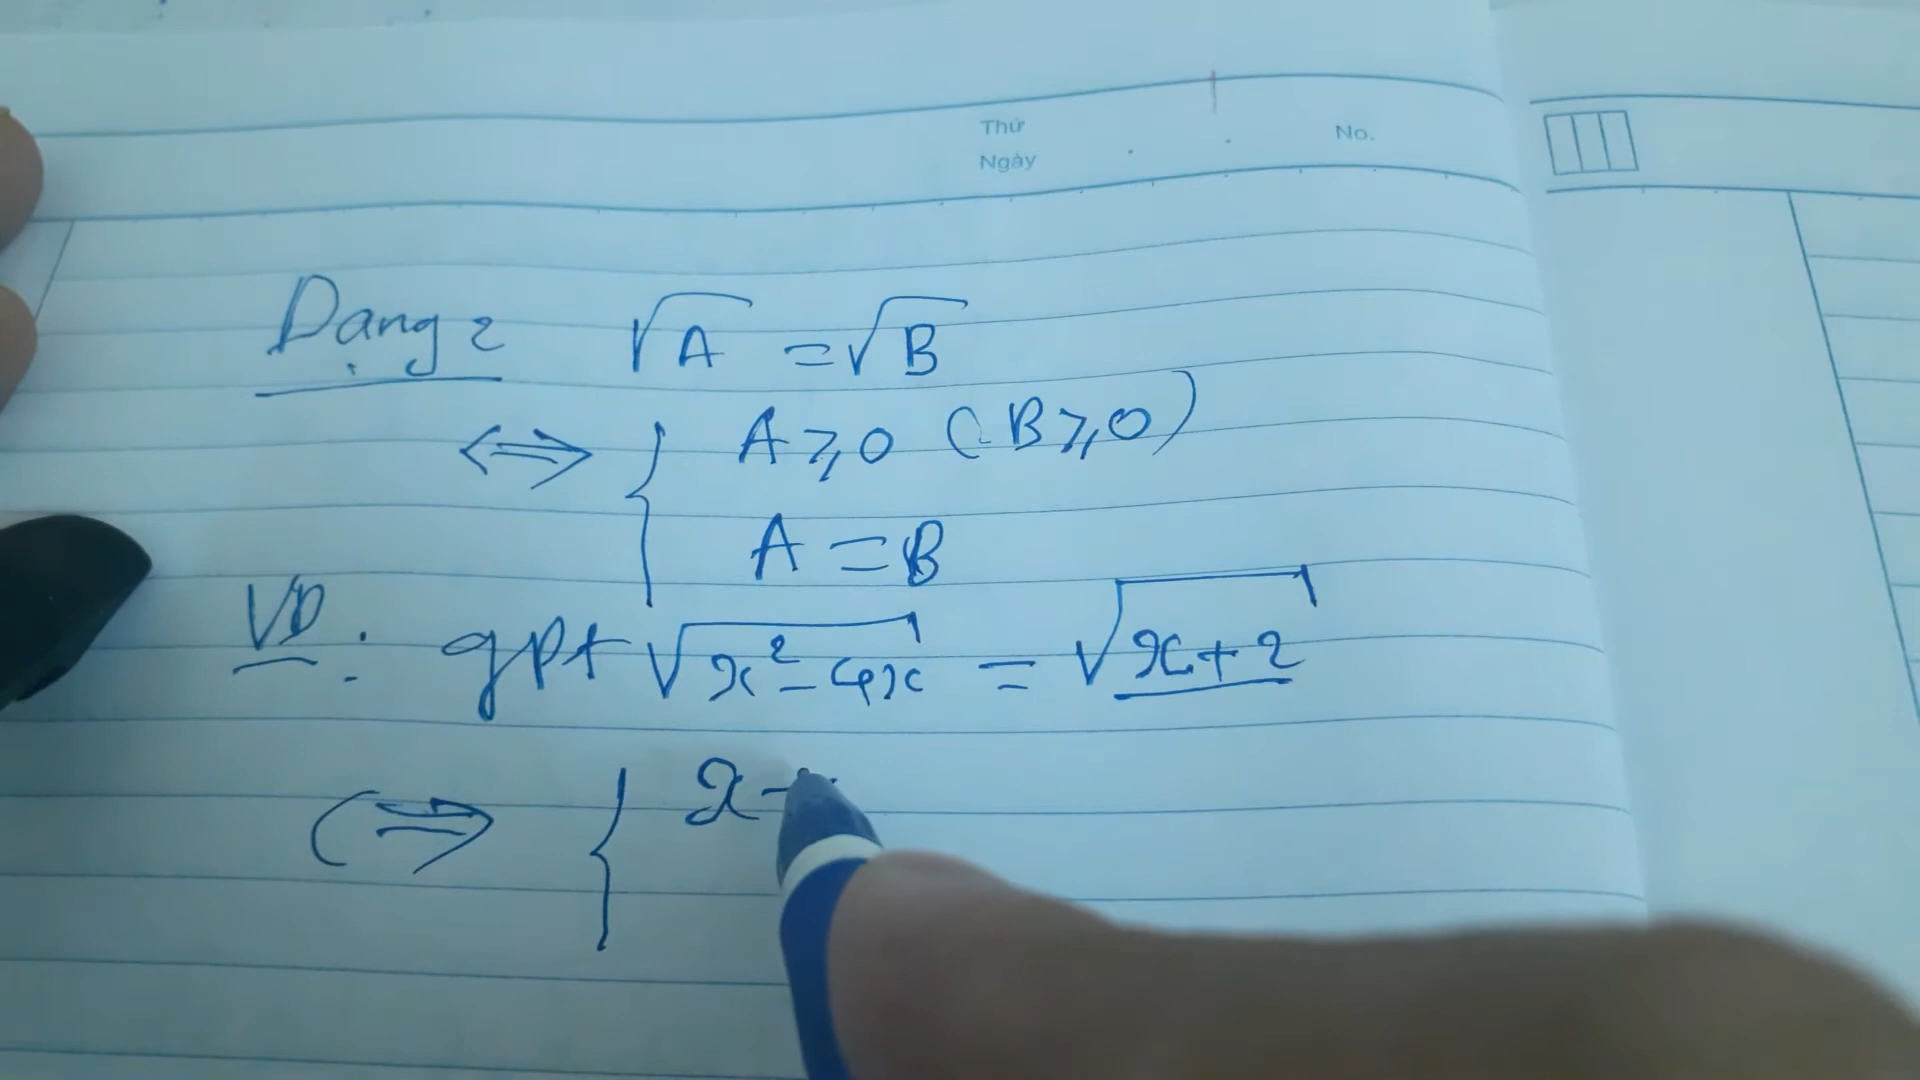 Thứ
Ngày
No.
Dạng 2 √A = √B
⇔ { A ⩾ 0 (B ⩾ 0)
A = B
VD: gpt √x² - 4x = √x + 2
⇔ { x